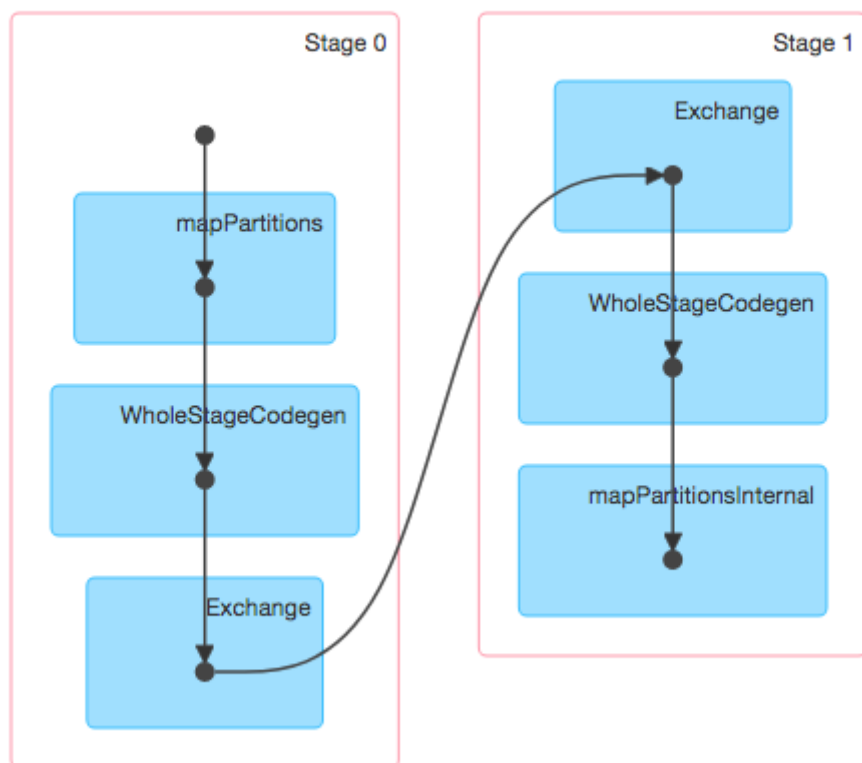 Stage 0
mapPartitions
WholeStageCodegen
Exchange
Stage 1
Exchange
WholeStageCodegen
mapPartitionsInternal